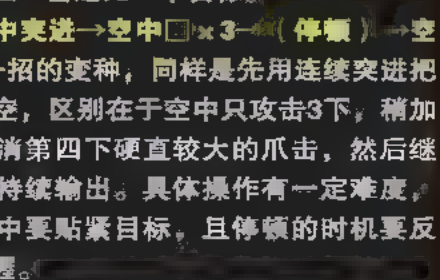 中突进→空中□×3→（停顿）→空
一招的变种，同样是先用连续突进把
空，区别在于空中只攻击3下，稍加
消第四下硬直较大的爪击，然后继
持续输出。具体操作有一定难度，
中要贴紧目标，且停顿的时机要反